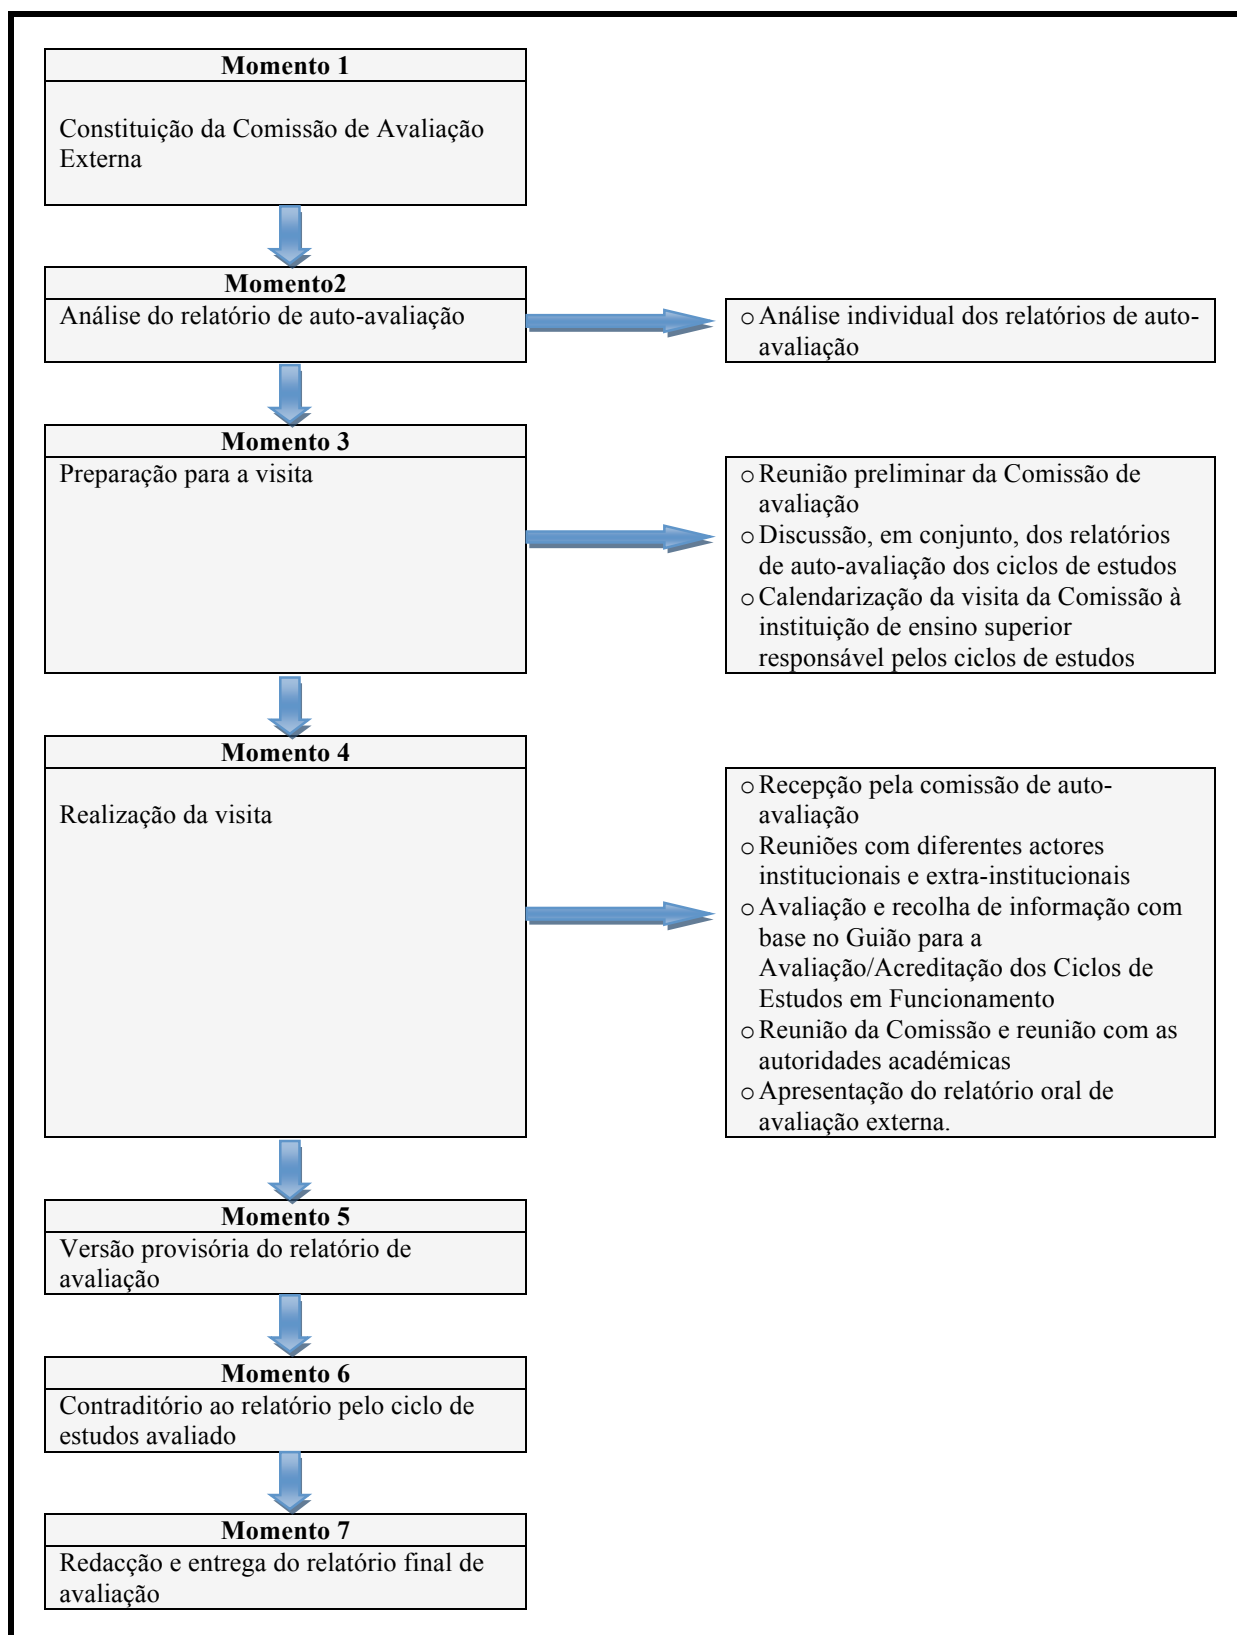 Momento 1
Constituição da Comissão de Avaliação
Externa
Momento2
Análise do relatório de auto-avaliação
○ Análise individual dos relatórios de auto-
avaliação
Momento 3
Preparação para a visita
○ Reunião preliminar da Comissão de
avaliação
○ Discussão, em conjunto, dos relatórios
de auto-avaliação dos ciclos de estudos
○ Calendarização da visita da Comissão à
instituição de ensino superior
responsável pelos ciclos de estudos
Momento 4
Realização da visita
○ Recepção pela comissão de auto-
avaliação
○ Reuniões com diferentes actores
institucionais e extra-institucionais
○ Avaliação e recolha de informação com
base no Guião para a
Avaliação/Acreditação dos Ciclos de
Estudos em Funcionamento
○ Reunião da Comissão e reunião com as
autoridades académicas
○ Apresentação do relatório oral de
avaliação externa.
Momento 5
Versão provisória do relatório de
avaliação
Momento 6
Contraditório ao relatório pelo ciclo de
estudos avaliado
Momento 7
Redacção e entrega do relatório final de
avaliação